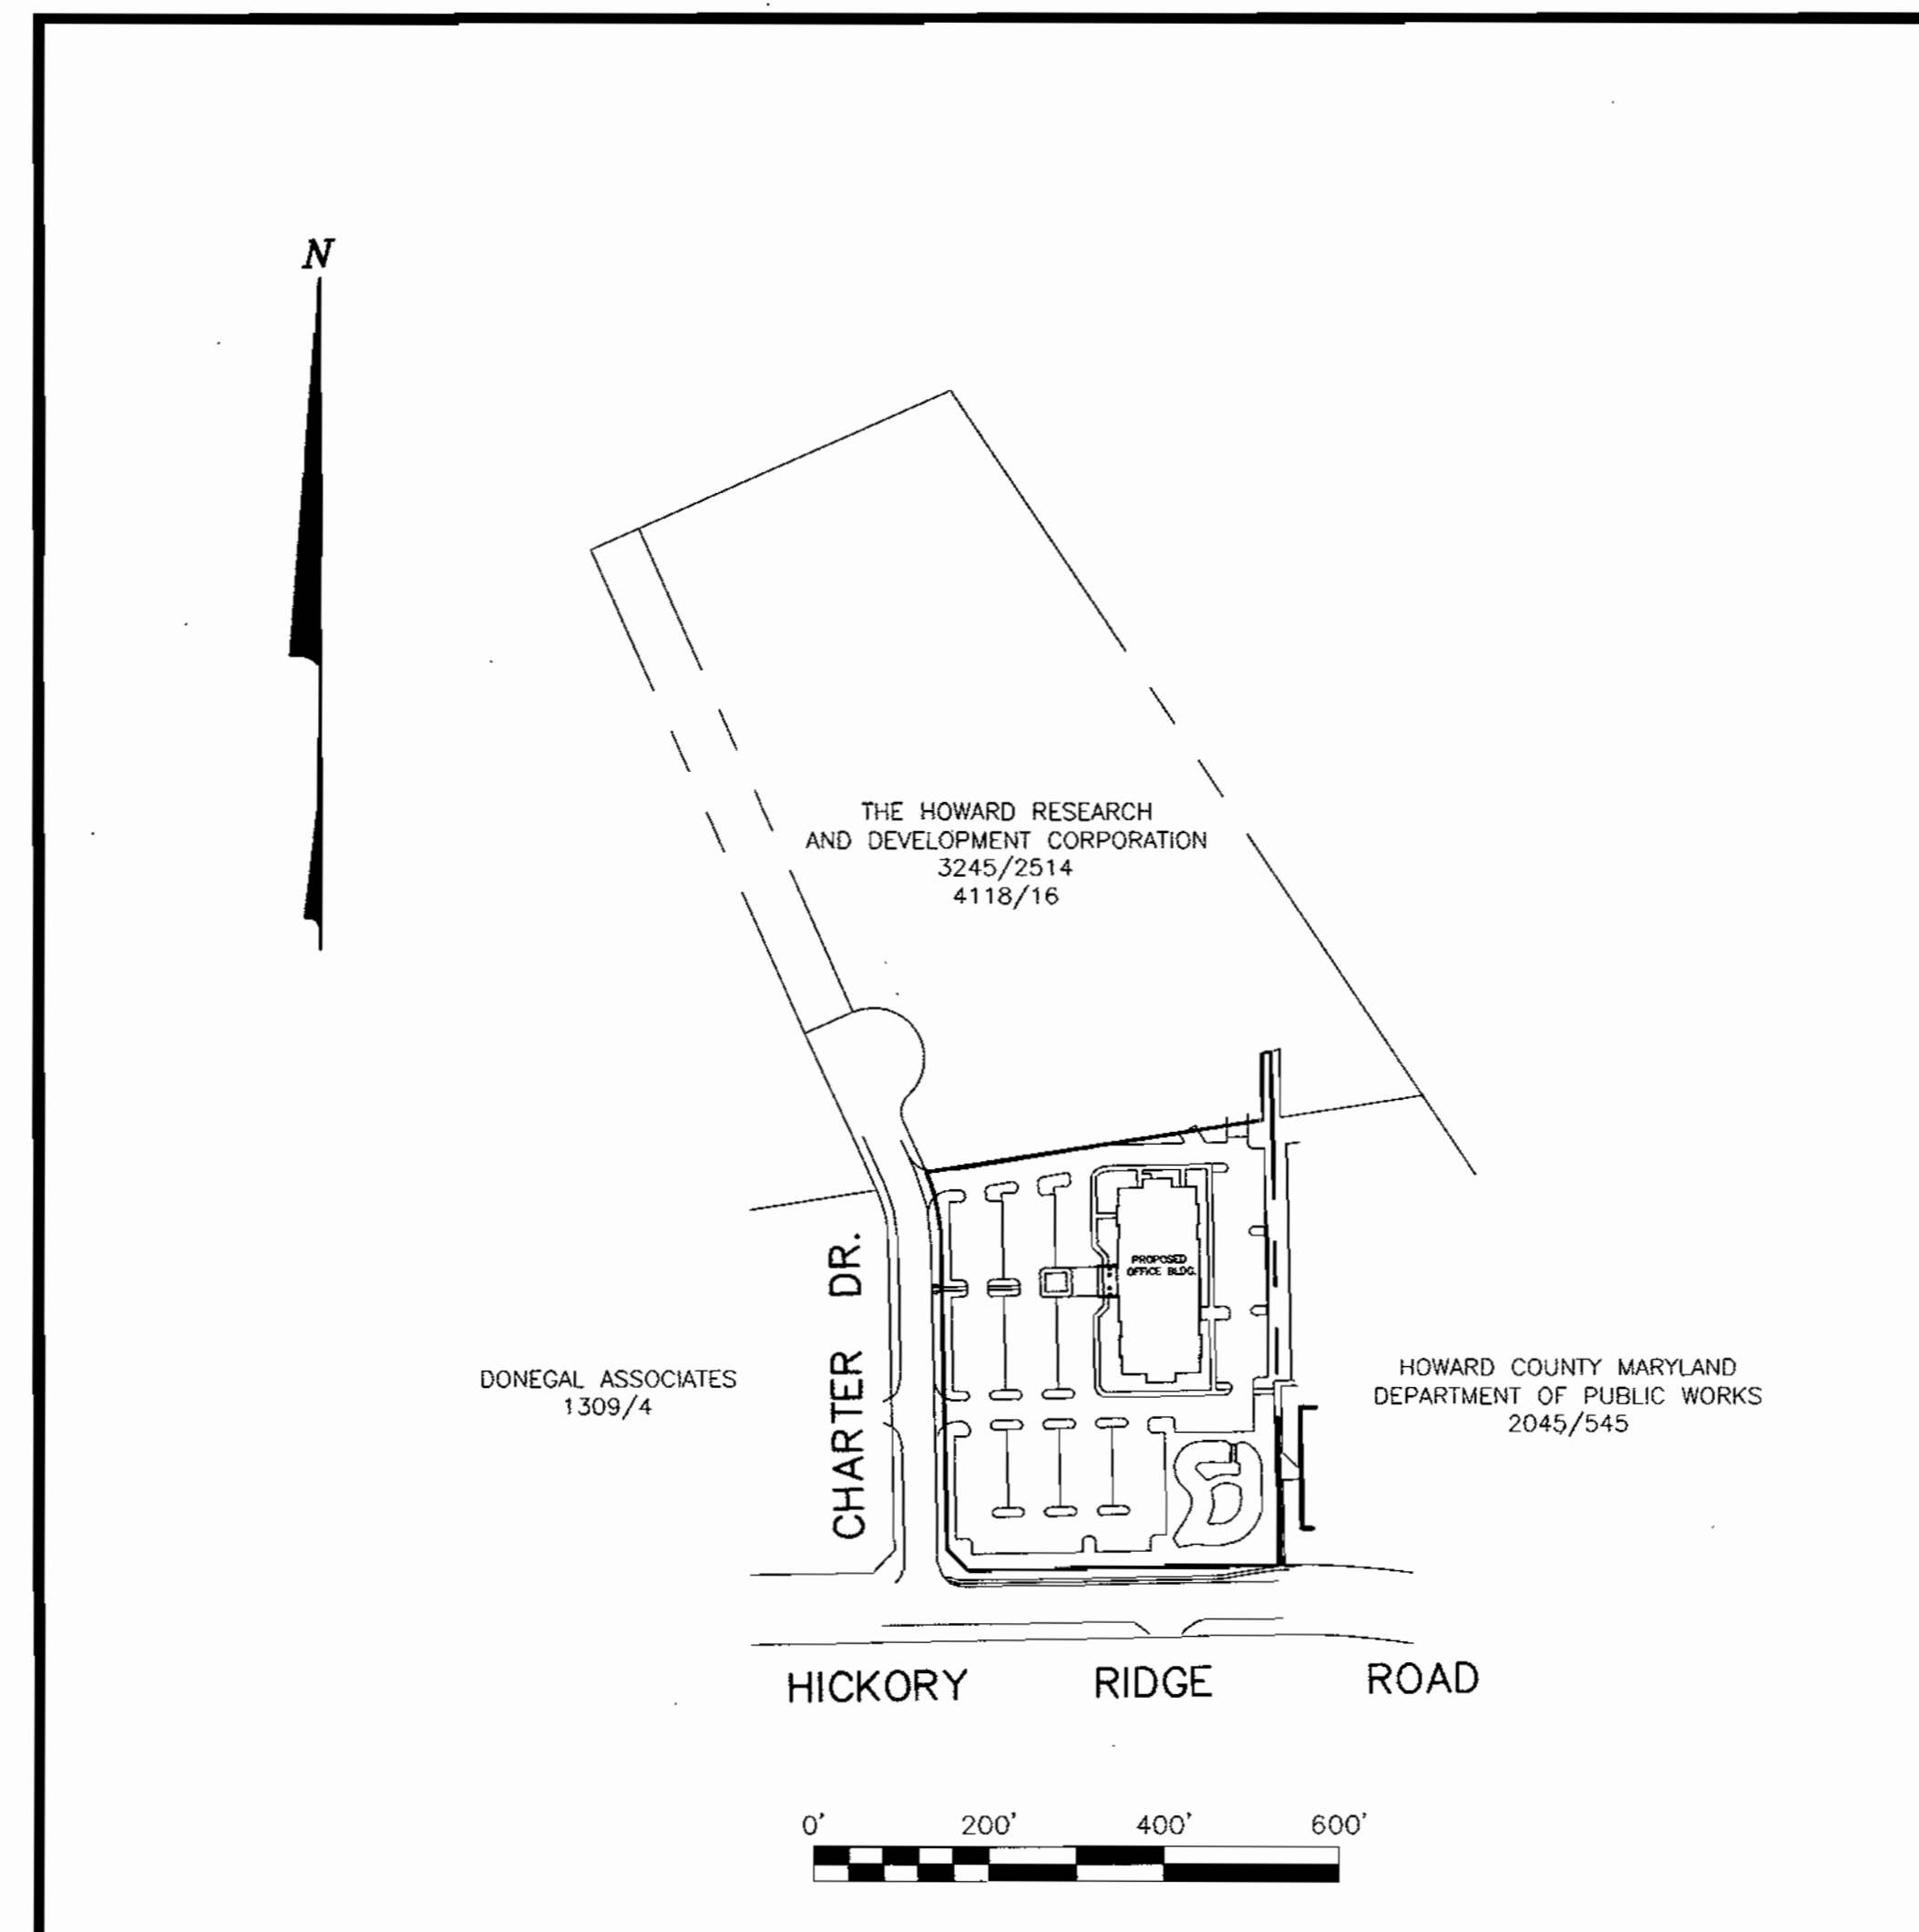 N
THE HOWARD RESEARCH
AND DEVELOPMENT CORPORATION
3245/2514
4118/16
PROPOSED
OFFICE BLDG.
CHARTER DR.
DONEGAL ASSOCIATES
1309/4
HOWARD COUNTY MARYLAND
DEPARTMENT OF PUBLIC WORKS
2045/545
HICKORY RIDGE ROAD
0' 200' 400' 600'